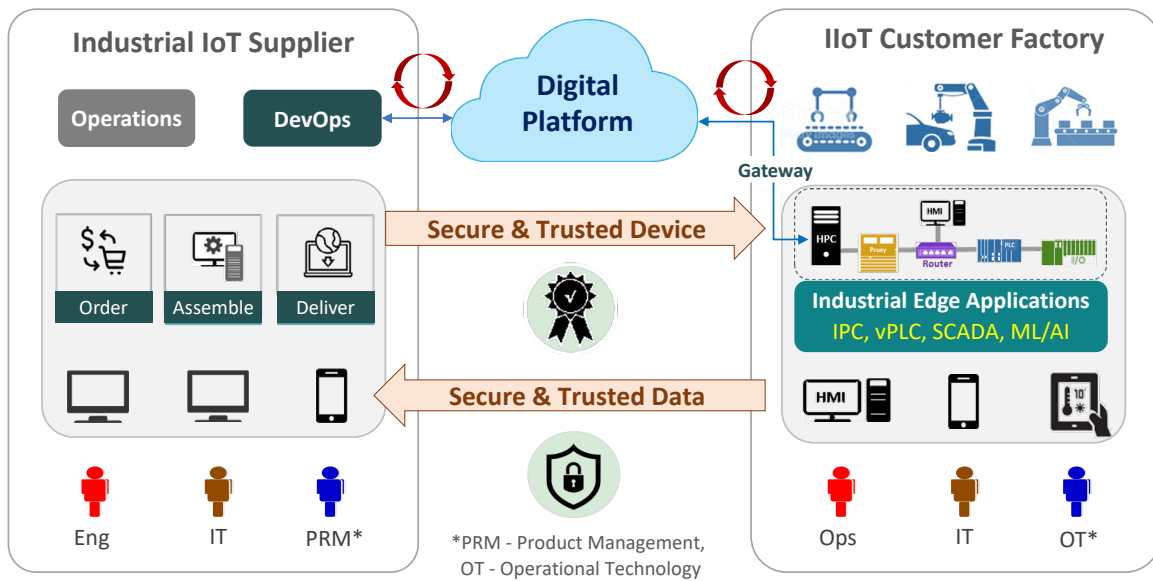 Industrial IoT Supplier
IIoT Customer Factory
Operations
DevOps
Digital
Platform
Gateway
Order
Assemble
Deliver
Secure & Trusted Device
HMI
HPC
Proxy
Router
PLC
I/O
Industrial Edge Applications
IPC, vPLC, SCADA, ML/AI
Secure & Trusted Data
HMI
70°
Eng
IT
PRM*
Ops
IT
OT*
*PRM - Product Management,
OT - Operational Technology